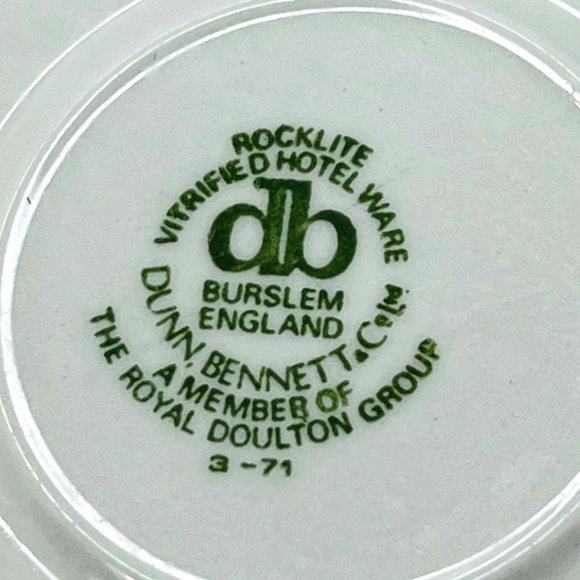 ROCKLITE
VITRIFIED HOTEL WARE
db
BURSLEM
ENGLAND
DUNN, BENNETT & Co. Ltd.
A MEMBER OF
THE ROYAL DOULTON GROUP
3-71